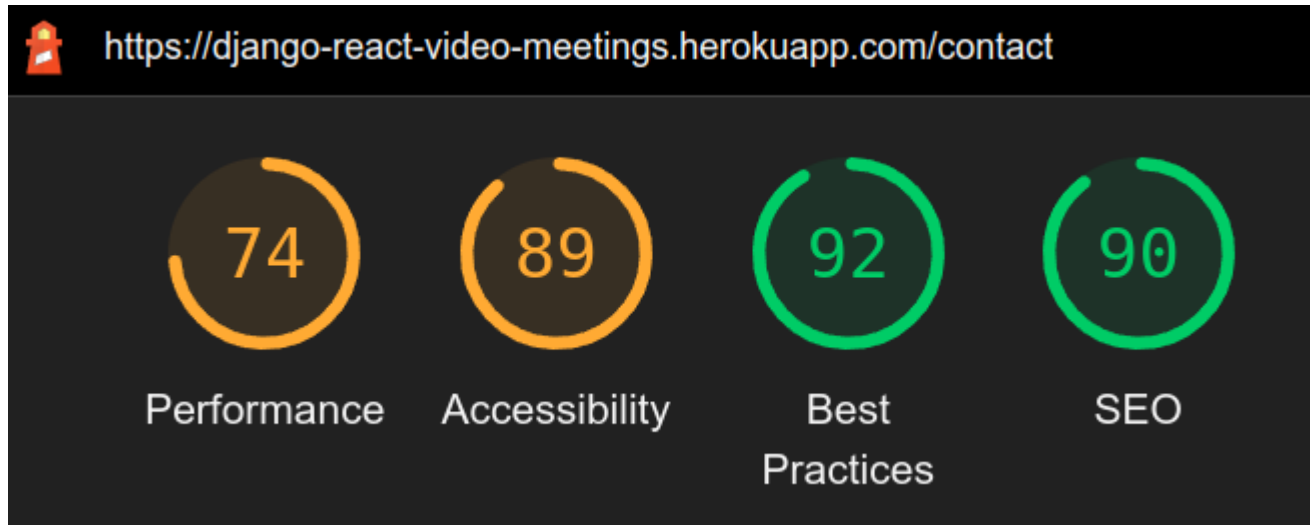 https://django-react-video-meetings.herokuapp.com/contact
74 89 92 90
Performance Accessibility Best SEO
Practices